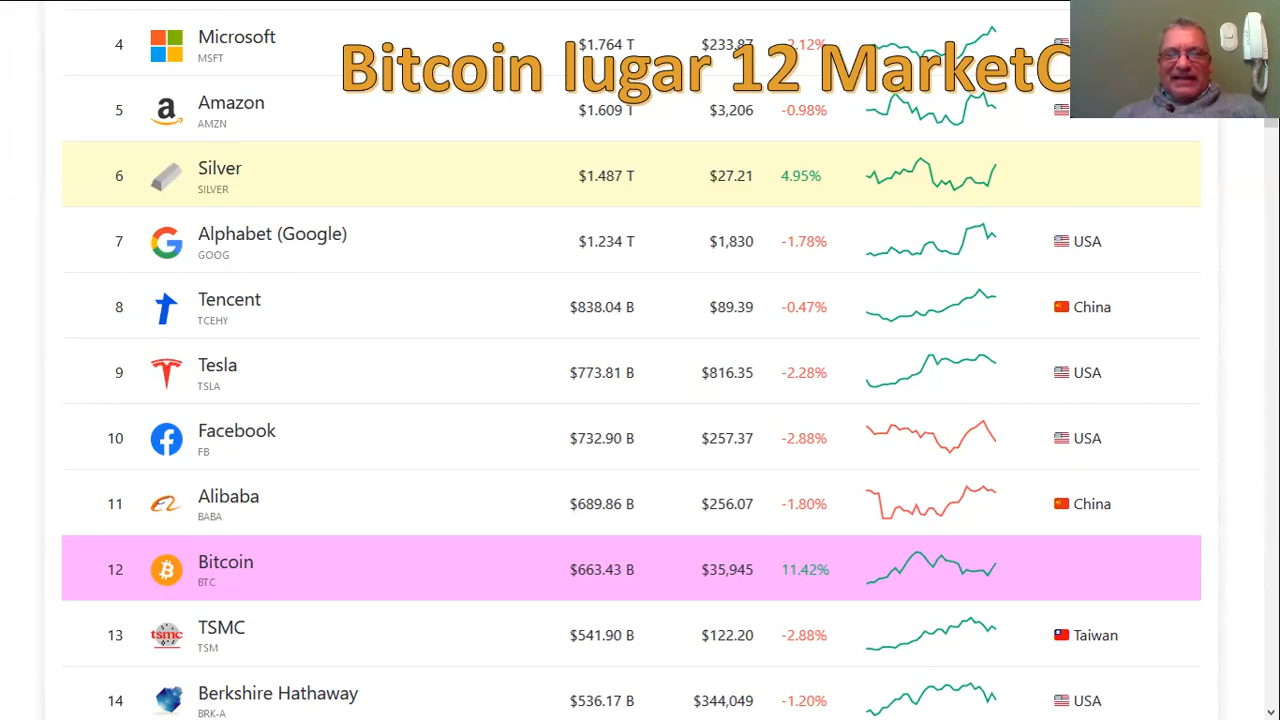 4 Microsoft $1.764 T $233.87 -2.12%
MSFT
Bitcoin lugar 12 MarketC
5 Amazon $1.609 T $3,206 -0.98%
AMZN
6 Silver $1.487 T $27.21 4.95%
SILVER
7 Alphabet (Google) $1.234 T $1,830 -1.78% USA
GOOG
8 Tencent $838.04 B $89.39 -0.47% China
TCEHY
9 Tesla $773.81 B $816.35 -2.28% USA
TSLA
10 Facebook $732.90 B $257.37 -2.88% USA
FB
11 Alibaba $689.86 B $256.07 -1.80% China
BABA
12 Bitcoin $663.43 B $35,945 11.42%
BTC
13 tsmc TSMC $541.90 B $122.20 -2.88% Taiwan
TSM
14 Berkshire Hathaway $536.17 B $344,049 -1.20% USA
BRK-A